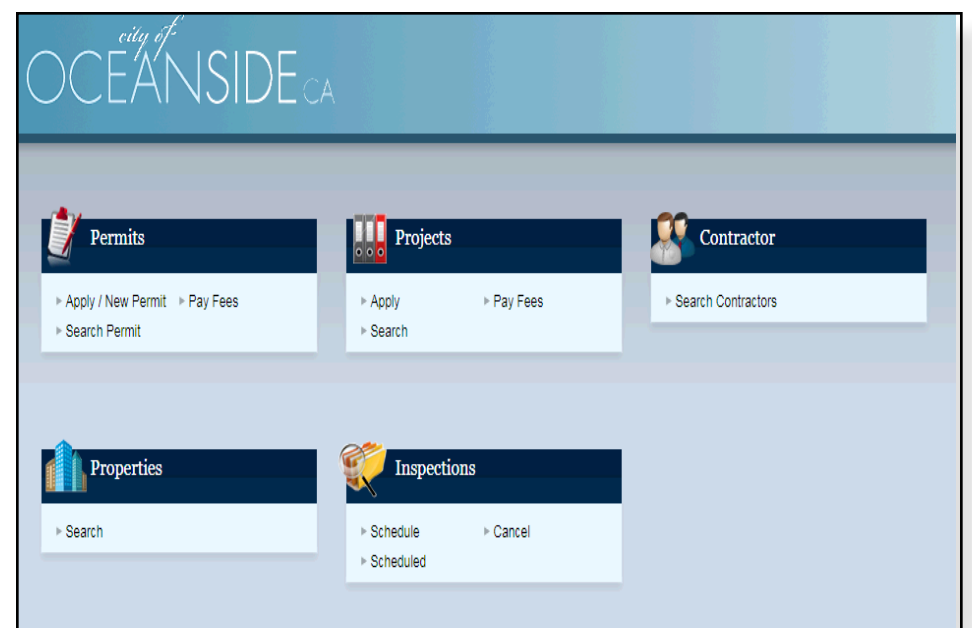 city of
OCEANSIDE CA
Permits
Apply / New Permit Pay Fees
Search Permit
Projects
Apply Pay Fees
Search
Contractor
Search Contractors
Properties
Search
Inspections
Schedule Cancel
Scheduled